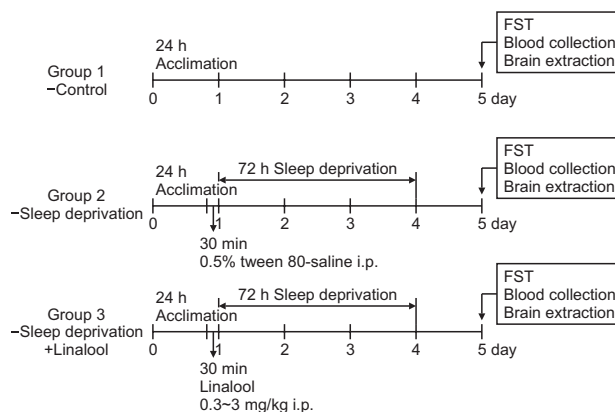 FST
Blood collection
Brain extraction
24 h
Acclimation
Group 1
−Control
0 1 2 3 4 5 day
FST
Blood collection
Brain extraction
24 h
Acclimation
72 h Sleep deprivation
Group 2
−Sleep deprivation
0 1 2 3 4 5 day
30 min
0.5% tween 80-saline i.p.
FST
Blood collection
Brain extraction
24 h
Acclimation
72 h Sleep deprivation
Group 3
−Sleep deprivation
+Linalool
0 1 2 3 4 5 day
30 min
Linalool
0.3~3 mg/kg i.p.